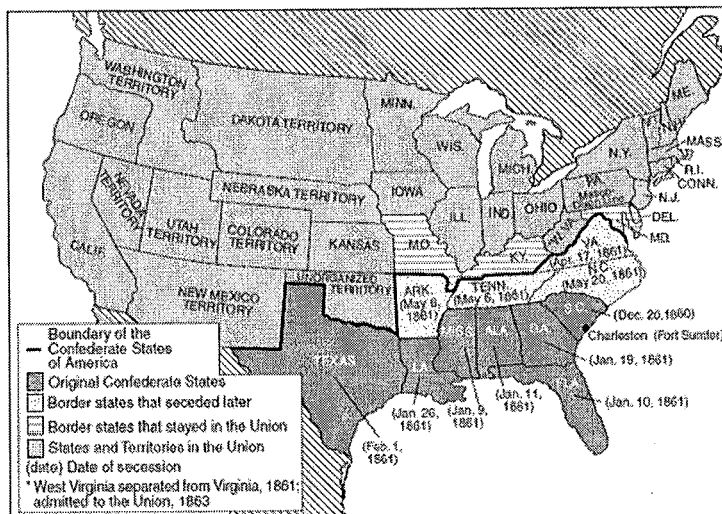 WASHINGTON
TERRITORY
OREGON
DAKOTA TERRITORY
MINN.
WIS.
MICH.
N.Y.
ME
MASS.
R.I.
CONN.
N.J.
DEL.
MD.
NEVADA
TERRITORY
UTAH
TERRITORY
COLORADO
TERRITORY
NEBRASKA TERRITORY
IOWA
ILL.
IND.
OHIO
PA.
W.VA.
CALIF.
NEW MEXICO
TERRITORY
KANSAS
UNORGANIZED
TERRITORY
MO.
KY.
VA.
(Apr. 17, 1861)
N.C.
(May 20, 1861)
TENN.
(May 6, 1861)
ARK.
(May 6,
1861)
S.C.
(Dec. 20, 1860)
Charleston (Fort Sumter)
MISS.
ALA.
GA.
(Jan. 19, 1861)
TEXAS
LA.
FLA.
(Jan. 10, 1861)
(Jan. 11,
1861)
(Jan. 9,
1861)
(Jan 26,
1861)
(Feb. 1,
1861)
Boundary of the
Confederate States
of America
Original Confederate States
Border states that seceded later
Border states that stayed in the Union
States and Territories in the Union
(date) Date of secession
* West Virginia separated from Virginia, 1861;
admitted to the Union, 1863